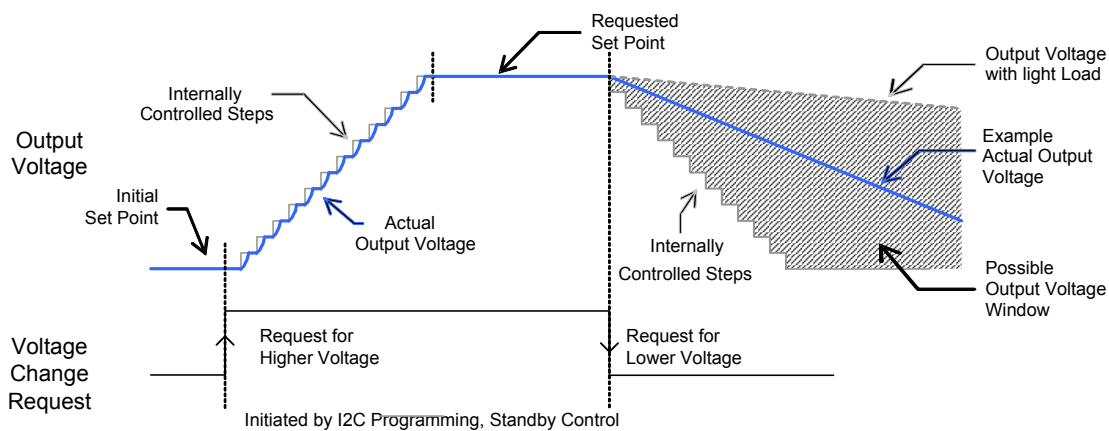 Requested
Set Point
Output Voltage
with light Load
Internally
Controlled Steps
Output
Voltage
Example
Actual Output
Voltage
Initial
Set Point
Actual
Output Voltage
Internally
Controlled Steps
Possible
Output Voltage
Window
Voltage
Change
Request
Request for
Higher Voltage
Request for
Lower Voltage
Initiated by I2C Programming, Standby Control